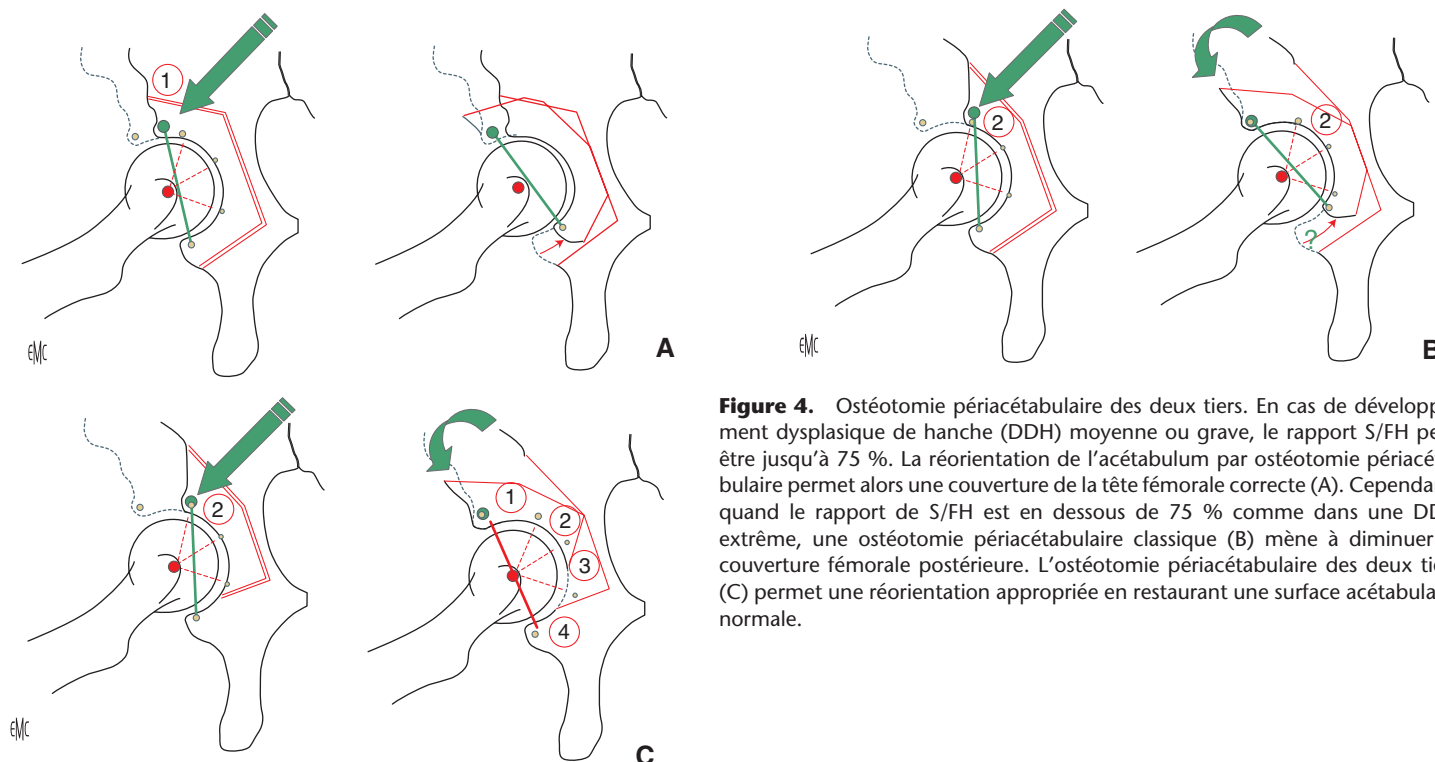 1
A
2
2
?
B
EMC
EMC
2
1
2
3
4
C
EMC
Figure 4. Ostéotomie périacétabulaire des deux tiers. En cas de développ
ment dysplasique de hanche (DDH) moyenne ou grave, le rapport S/FH pe
être jusqu'à 75 %. La réorientation de l'acétabulum par ostéotomie périacé
bulaire permet alors une couverture de la tête fémorale correcte (A). Cependa
quand le rapport de S/FH est en dessous de 75 % comme dans une DD
extrême, une ostéotomie périacétabulaire classique (B) mène à diminuer
couverture fémorale postérieure. L'ostéotomie périacétabulaire des deux tie
(C) permet une réorientation appropriée en restaurant une surface acétabula
normale.